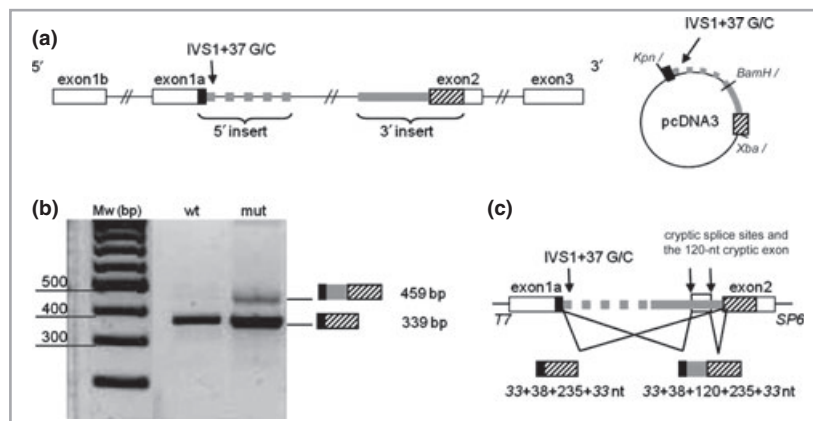 (a)
IVS1+37 G/C
5′
3′
exon1b
exon1a
exon2
exon3
5′ insert
3′ insert
IVS1+37 G/C
Kpn I
BamH I
pcDNA3
Xba I
(b)
Mw (bp)
wt
mut
500
400
300
459 bp
339 bp
(c)
cryptic splice sites and
the 120-nt cryptic exon
IVS1+37 G/C
exon1a
exon2
T7
SP6
33+38+235+33 nt
33+38+120+235+33 nt